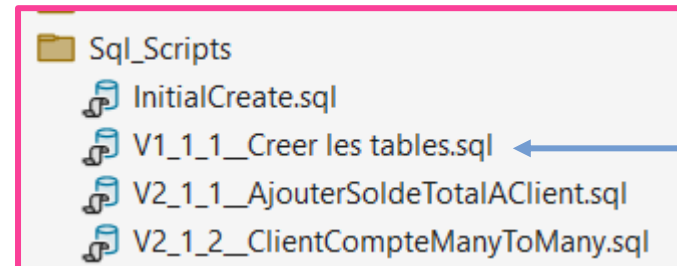 Sql_Scripts
InitialCreate.sql
V1_1_1__Creer les tables.sql
V2_1_1__AjouterSoldeTotalAClient.sql
V2_1_2__ClientCompteManyToMany.sql